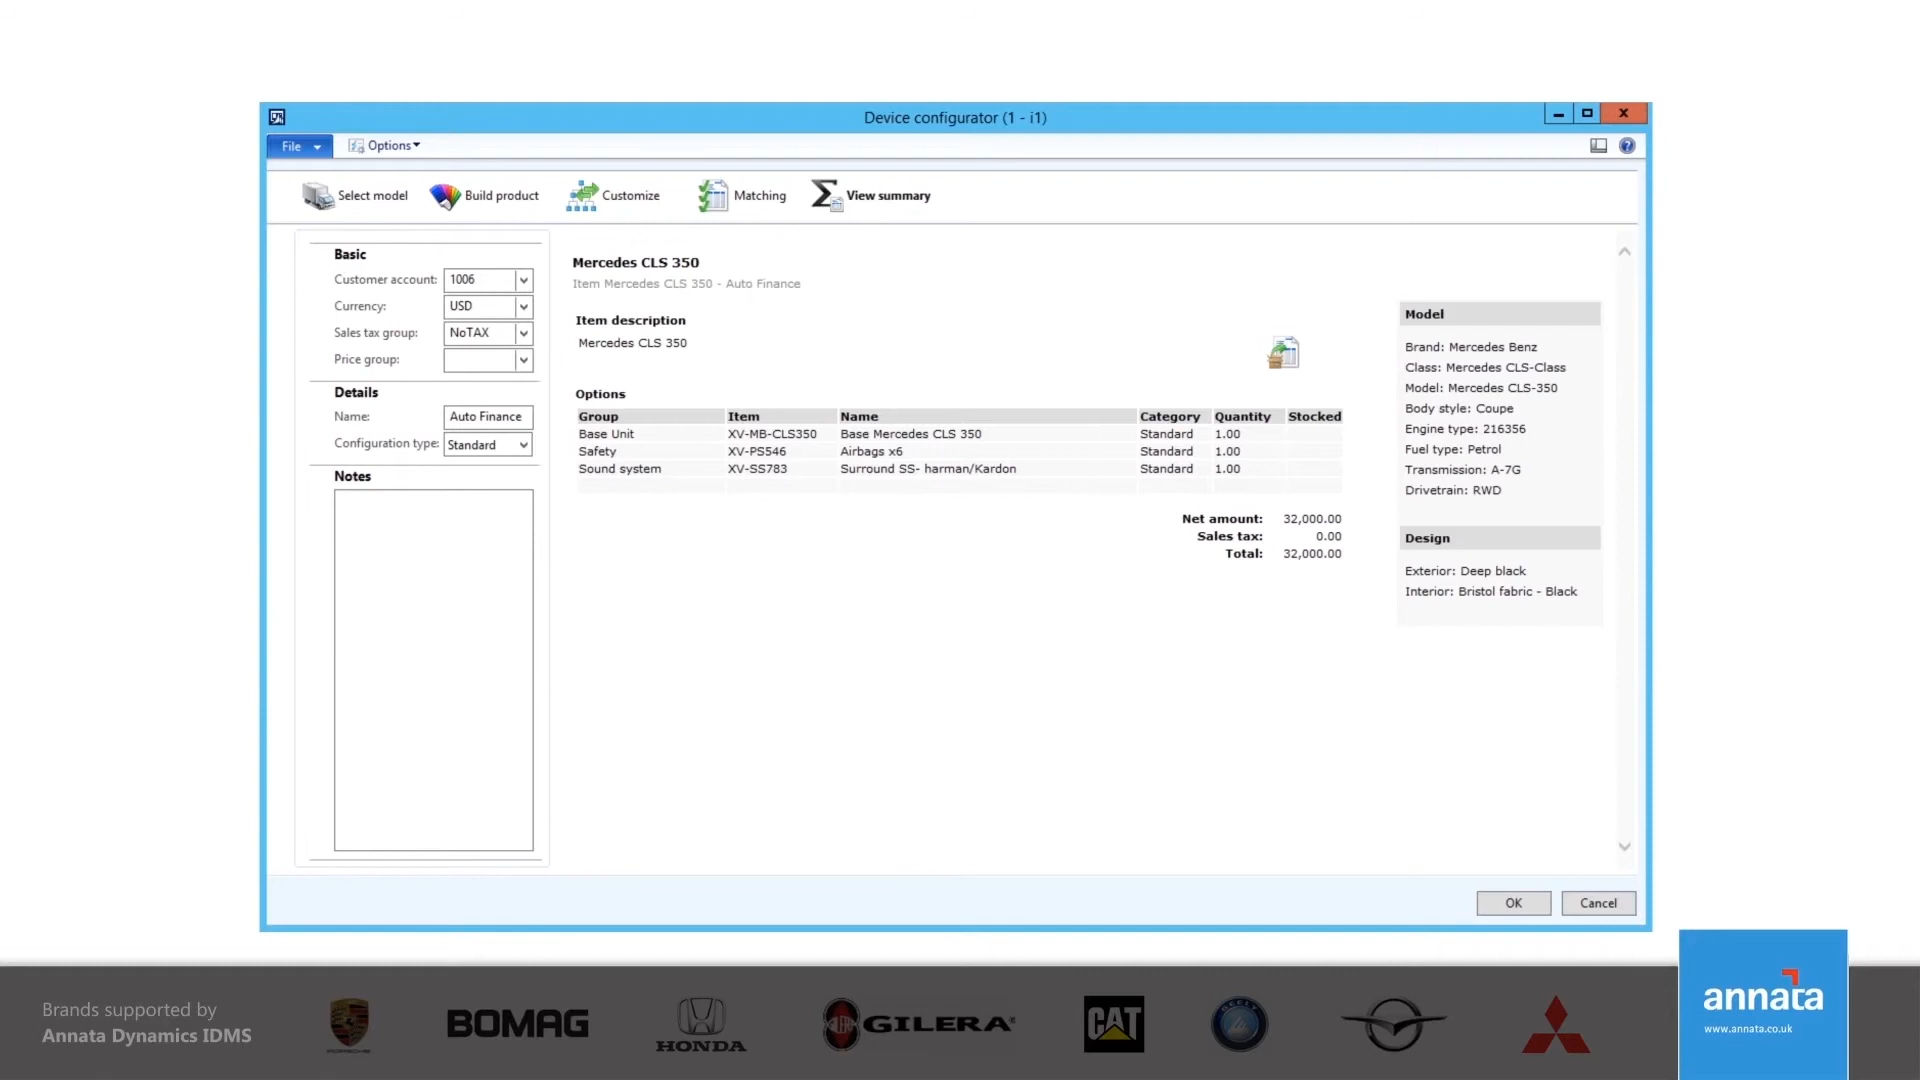 Device configurator (1 - i1)
File
Options
Select model
Build product
Customize
Matching
View summary
Basic
Customer account: 1006
Currency: USD
Sales tax group: NoTAX
Price group:
Details
Name: Auto Finance
Configuration type: Standard
Notes
Mercedes CLS 350
Item Mercedes CLS 350 - Auto Finance
Item description
Mercedes CLS 350
Options
Group Item Name Category Quantity Stocked
Base Unit XV-MB-CLS350 Base Mercedes CLS 350 Standard 1.00
Safety XV-PS546 Airbags x6 Standard 1.00
Sound system XV-SS783 Surround SS- harman/Kardon Standard 1.00
Net amount: 32,000.00
Sales tax: 0.00
Total: 32,000.00
Model
Brand: Mercedes Benz
Class: Mercedes CLS-Class
Model: Mercedes CLS-350
Body style: Coupe
Engine type: 216356
Fuel type: Petrol
Transmission: A-7G
Drivetrain: RWD
Design
Exterior: Deep black
Interior: Bristol fabric - Black
OK
Cancel
Brands supported by
Annata Dynamics IDMS
PORSCHE
BOMAG
HONDA
GILERA
CAT
GEELY
annata
www.annata.co.uk